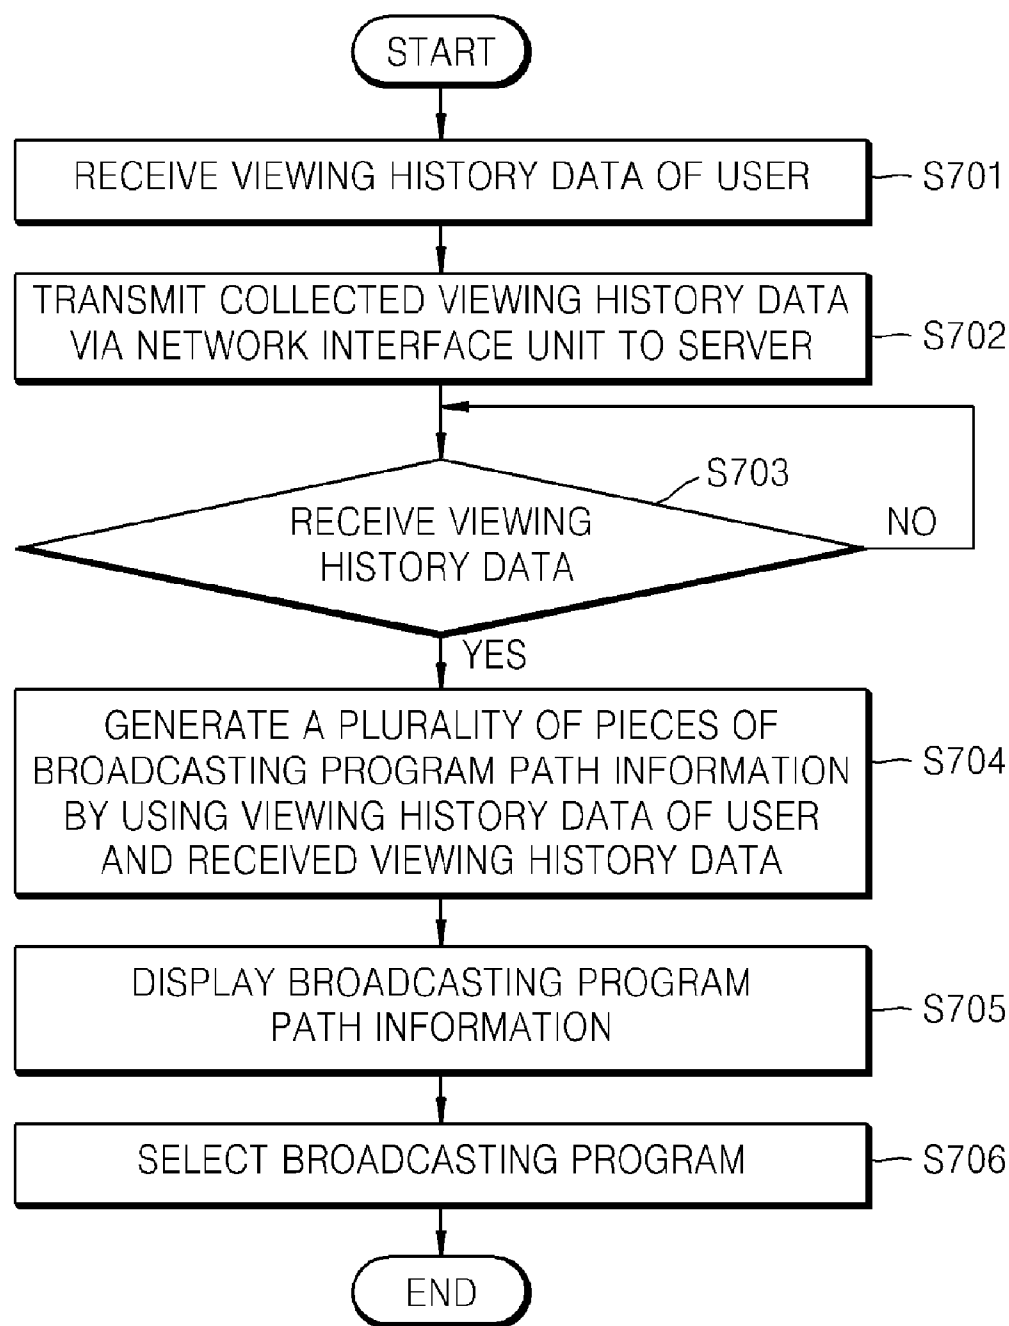 START
RECEIVE VIEWING HISTORY DATA OF USER
S701
TRANSMIT COLLECTED VIEWING HISTORY DATA
VIA NETWORK INTERFACE UNIT TO SERVER
S702
S703
RECEIVE VIEWING
HISTORY DATA
NO
YES
GENERATE A PLURALITY OF PIECES OF
BROADCASTING PROGRAM PATH INFORMATION
BY USING VIEWING HISTORY DATA OF USER
AND RECEIVED VIEWING HISTORY DATA
S704
DISPLAY BROADCASTING PROGRAM
PATH INFORMATION
S705
SELECT BROADCASTING PROGRAM
S706
END